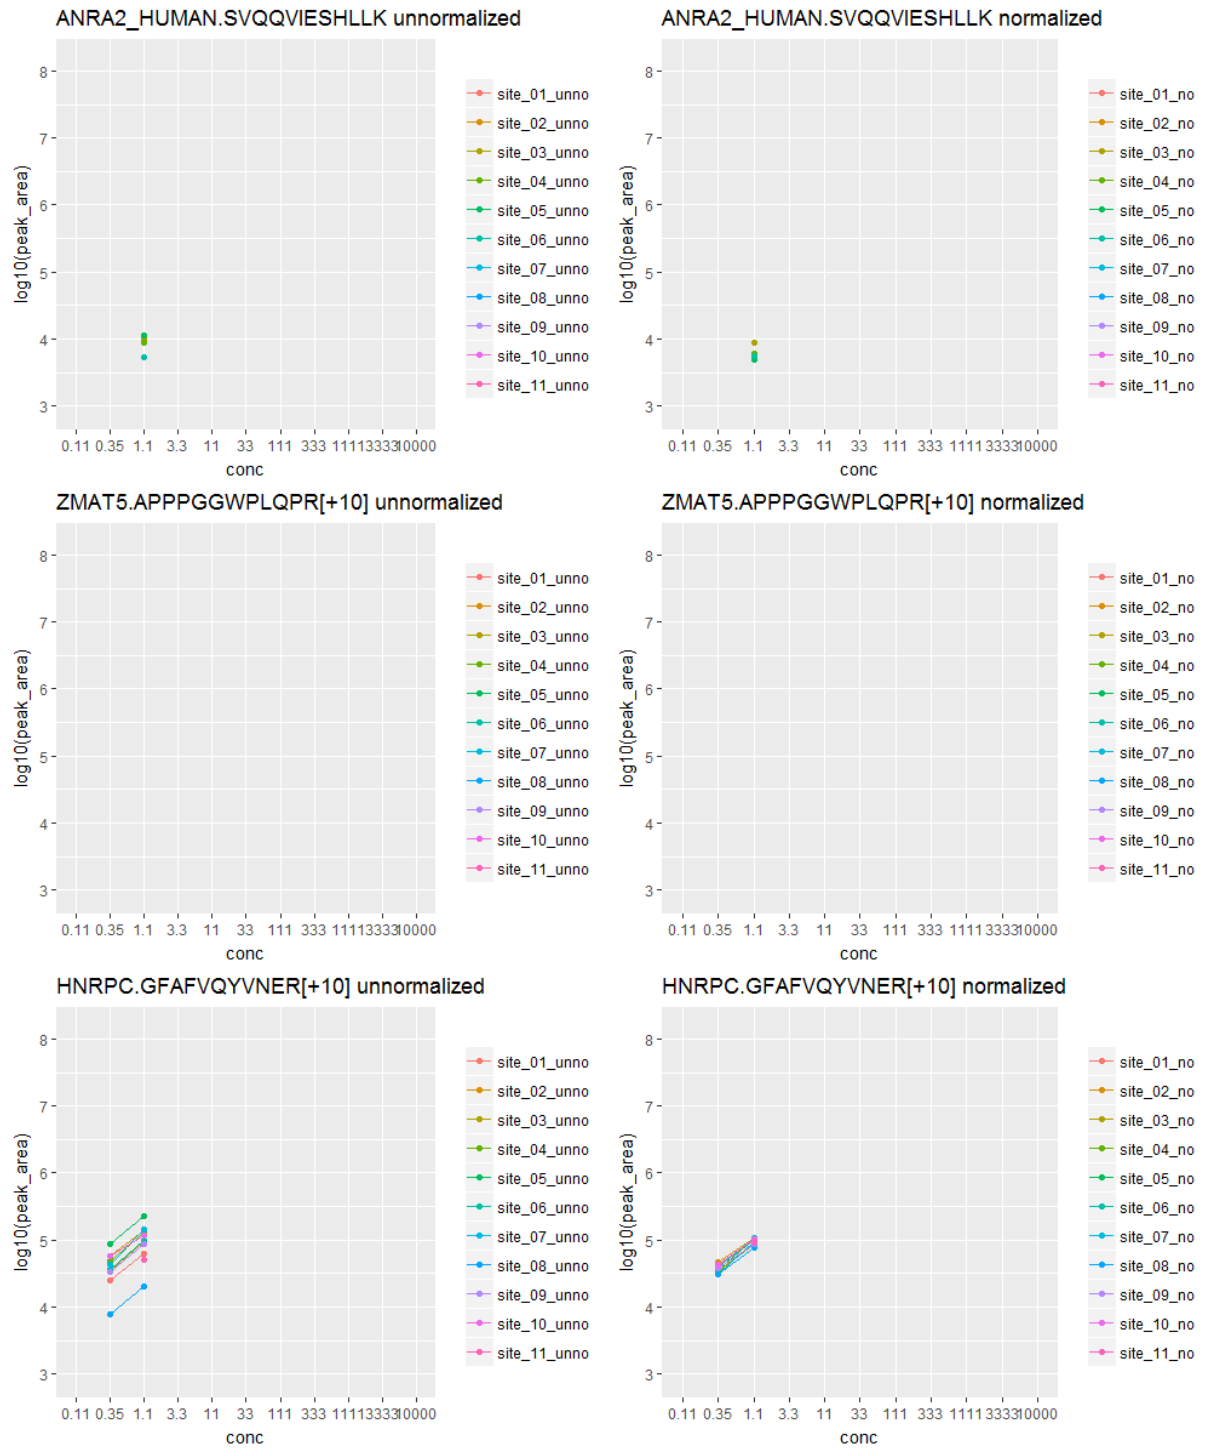 ANRA2_HUMAN.SVQQVIESHLLK unnormalized
log10(peak_area)
8
7
6
5
4
3
0.11 0.35 1.1 3.3 11 33 111 333 1111 3333 10000
conc
site_01_unno
site_02_unno
site_03_unno
site_04_unno
site_05_unno
site_06_unno
site_07_unno
site_08_unno
site_09_unno
site_10_unno
site_11_unno
ANRA2_HUMAN.SVQQVIESHLLK normalized
log10(peak_area)
8
7
6
5
4
3
0.11 0.35 1.1 3.3 11 33 111 333 1111 3333 10000
conc
site_01_no
site_02_no
site_03_no
site_04_no
site_05_no
site_06_no
site_07_no
site_08_no
site_09_no
site_10_no
site_11_no
ZMAT5.APPPGGWPLQPR[+10] unnormalized
log10(peak_area)
8
7
6
5
4
3
0.11 0.35 1.1 3.3 11 33 111 333 1111 3333 10000
conc
site_01_unno
site_02_unno
site_03_unno
site_04_unno
site_05_unno
site_06_unno
site_07_unno
site_08_unno
site_09_unno
site_10_unno
site_11_unno
ZMAT5.APPPGGWPLQPR[+10] normalized
log10(peak_area)
8
7
6
5
4
3
0.11 0.35 1.1 3.3 11 33 111 333 1111 3333 10000
conc
site_01_no
site_02_no
site_03_no
site_04_no
site_05_no
site_06_no
site_07_no
site_08_no
site_09_no
site_10_no
site_11_no
HNRPC.GFAFVQYVNER[+10] unnormalized
log10(peak_area)
8
7
6
5
4
3
0.11 0.35 1.1 3.3 11 33 111 333 1111 3333 10000
conc
site_01_unno
site_02_unno
site_03_unno
site_04_unno
site_05_unno
site_06_unno
site_07_unno
site_08_unno
site_09_unno
site_10_unno
site_11_unno
HNRPC.GFAFVQYVNER[+10] normalized
log10(peak_area)
8
7
6
5
4
3
0.11 0.35 1.1 3.3 11 33 111 333 1111 3333 10000
conc
site_01_no
site_02_no
site_03_no
site_04_no
site_05_no
site_06_no
site_07_no
site_08_no
site_09_no
site_10_no
site_11_no